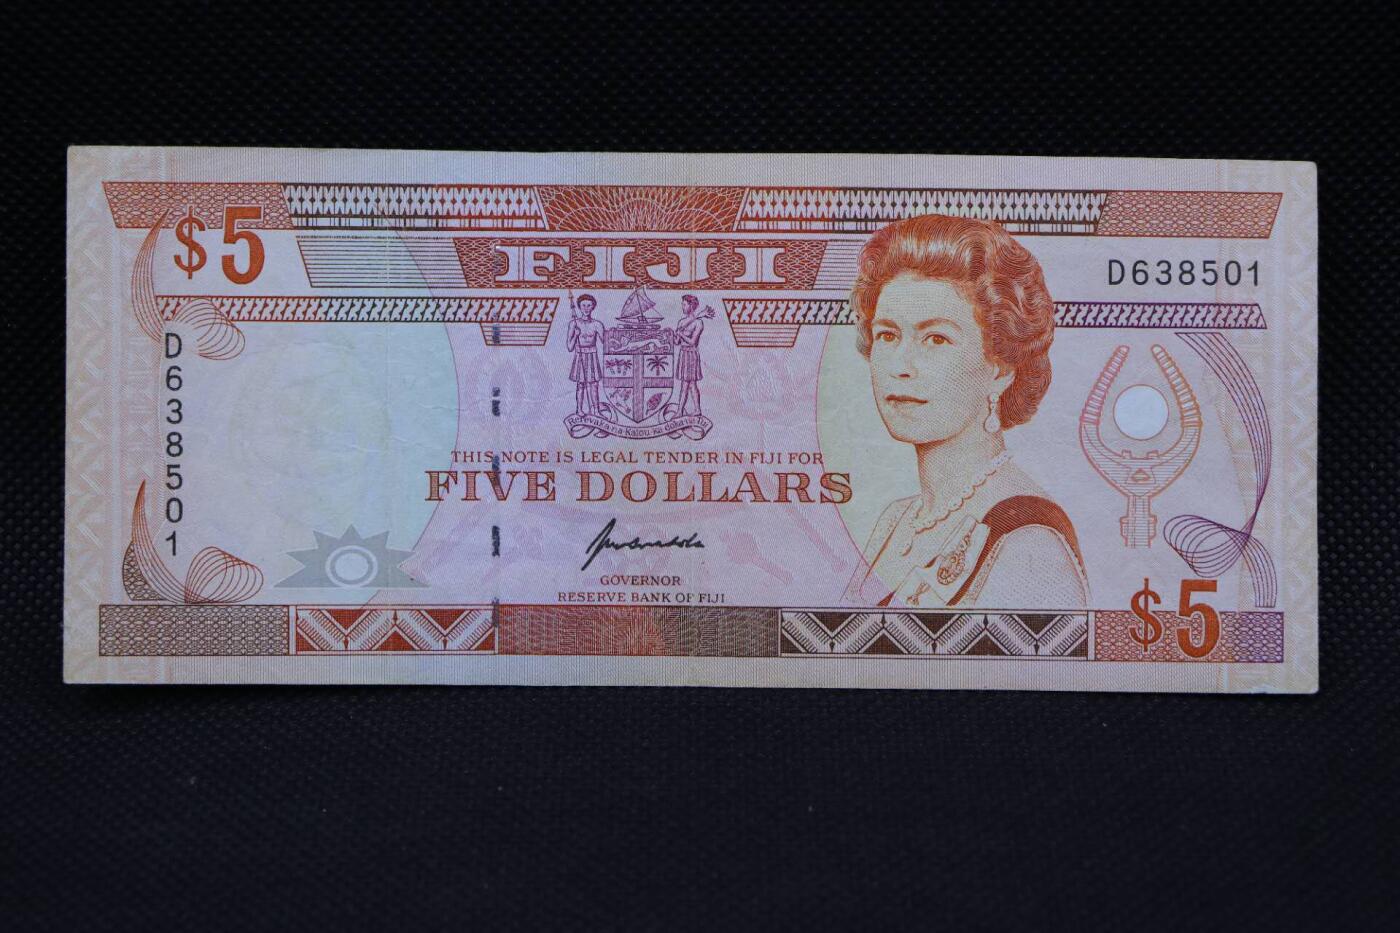 $5
FIJI
D638501
D638501
Rerevaka na Kalou ka doka na Tui
THIS NOTE IS LEGAL TENDER IN FIJI FOR
FIVE DOLLARS
GOVERNOR
RESERVE BANK OF FIJI
$5